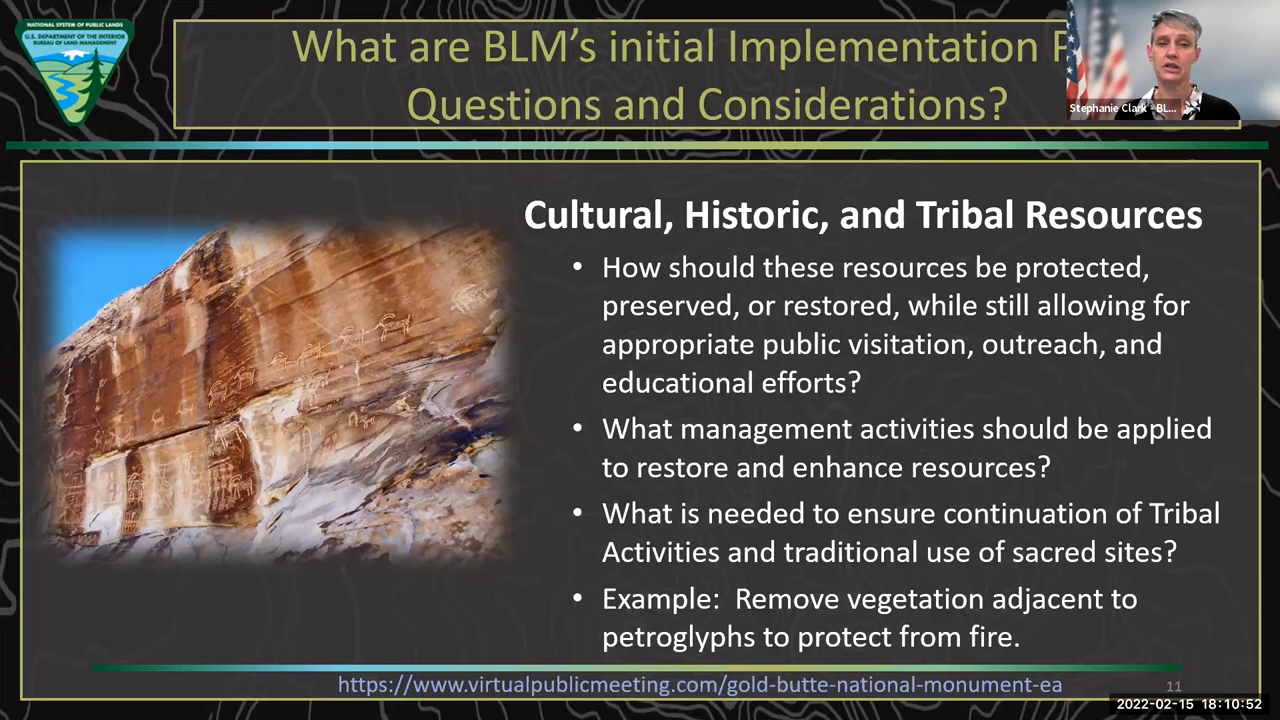 NATIONAL SYSTEM OF PUBLIC LANDS
U.S. DEPARTMENT OF THE INTERIOR
BUREAU OF LAND MANAGEMENT
What are BLM’s initial Implementation
Questions and Considerations?
Stephanie Clark - BL...
Cultural, Historic, and Tribal Resources
• How should these resources be protected,
preserved, or restored, while still allowing for
appropriate public visitation, outreach, and
educational efforts?
• What management activities should be applied
to restore and enhance resources?
• What is needed to ensure continuation of Tribal
Activities and traditional use of sacred sites?
• Example:  Remove vegetation adjacent to
petroglyphs to protect from fire.
https://www.virtualpublicmeeting.com/gold-butte-national-monument-ea
11
2022-02-15 18:10:52